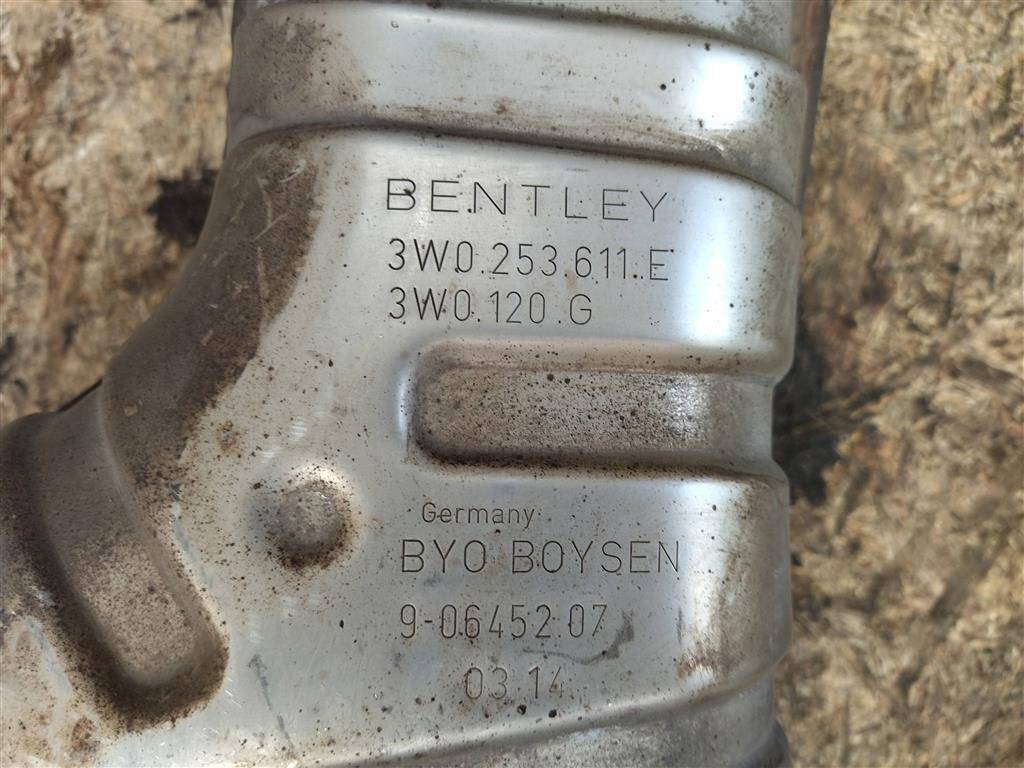 BENTLEY
3W0.253.611.E
3W0.120.G
Germany
BYO BOYSEN
9-06452.07
03.14